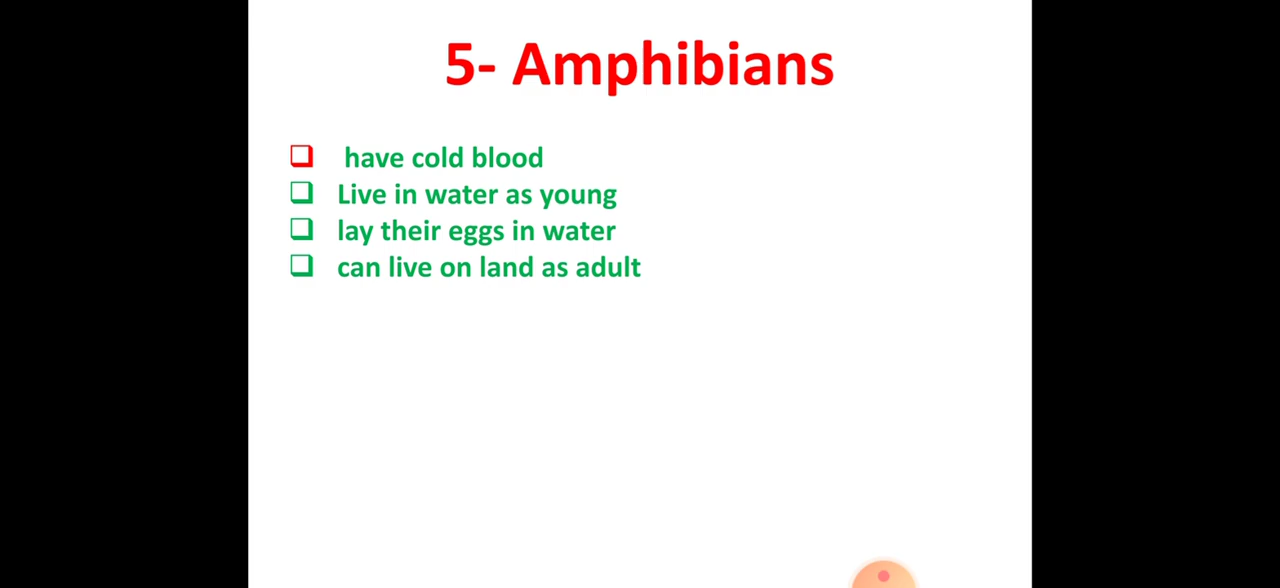 5- Amphibians
have cold blood
Live in water as young
lay their eggs in water
can live on land as adult